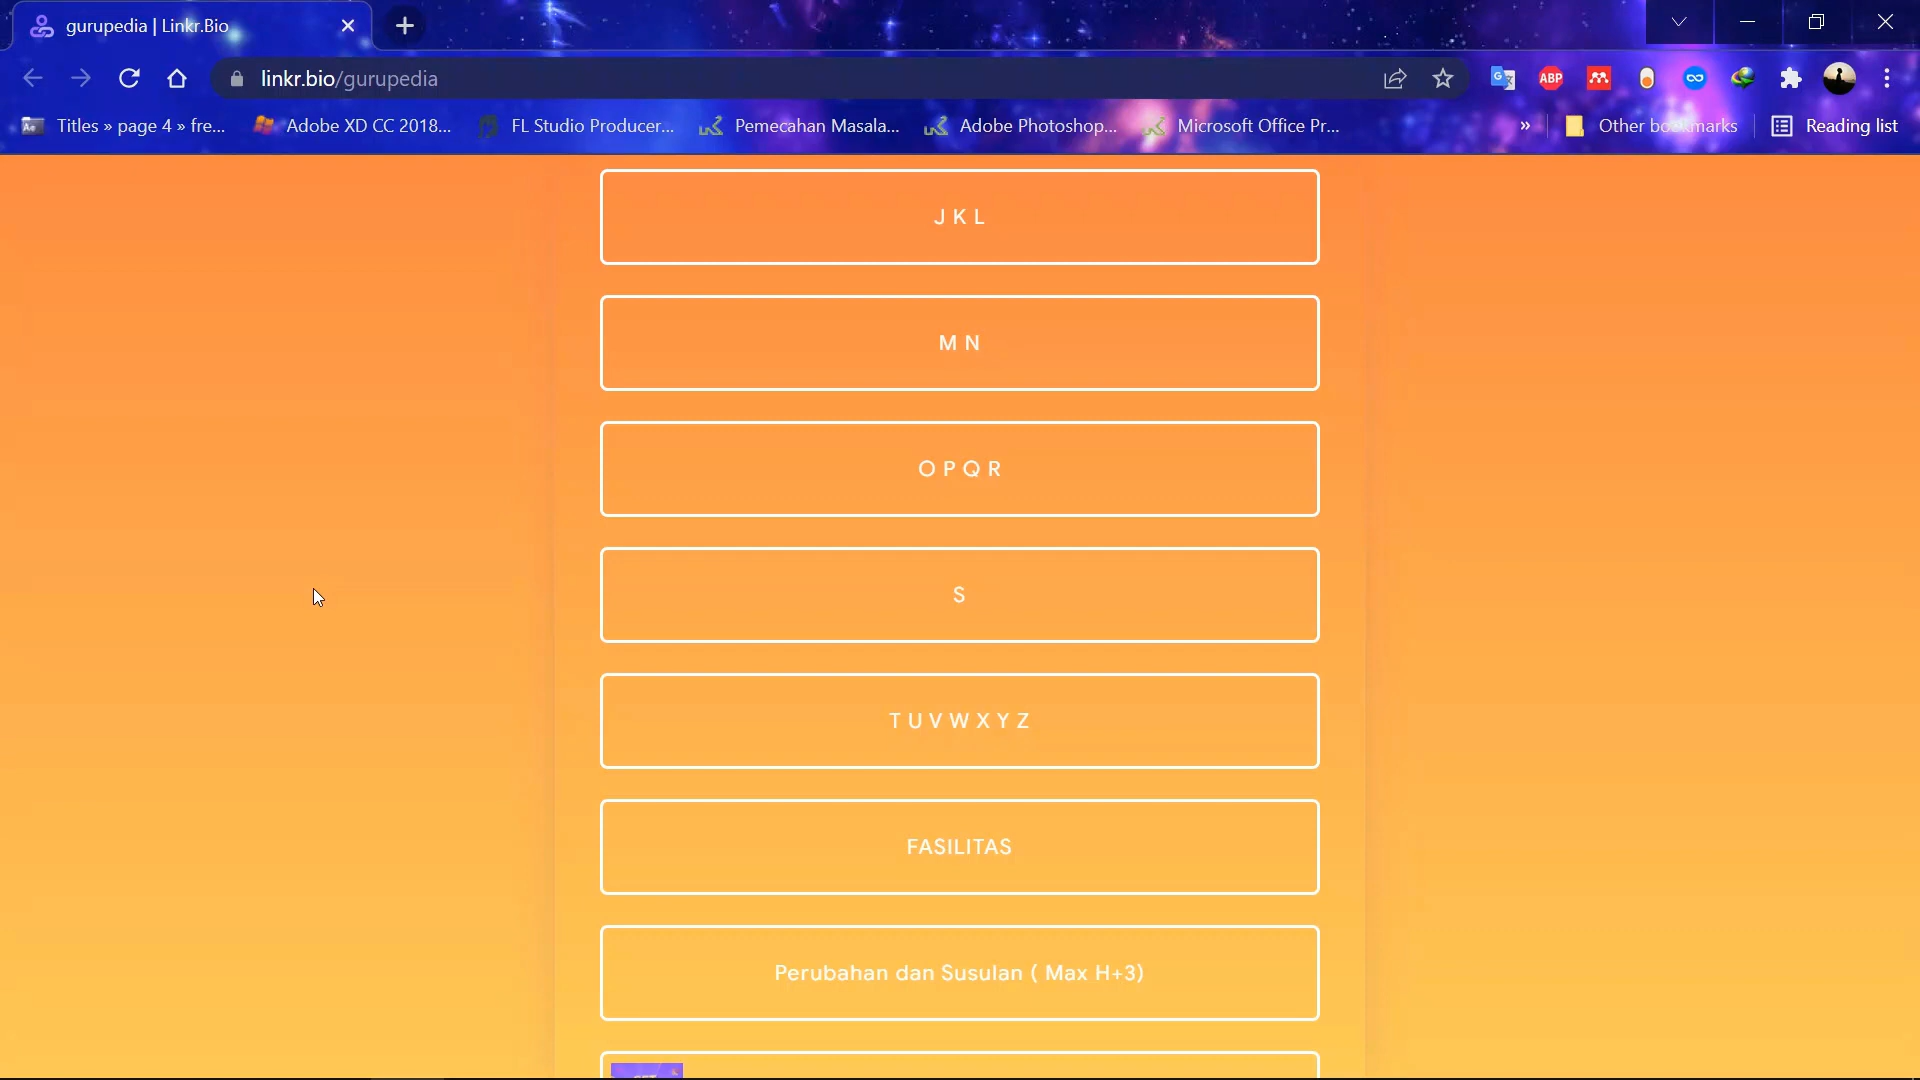 gurupedia | Linkr.Bio
linkr.bio/gurupedia
Titles » page 4 » fre...
Adobe XD CC 2018...
FL Studio Producer...
Pemecahan Masala...
Adobe Photoshop...
Microsoft Office Pr...
»
Other bookmarks
Reading list
ABP
J K L
M N
O P Q R
S
T U V W X Y Z
FASILITAS
Perubahan dan Susulan ( Max H+3)